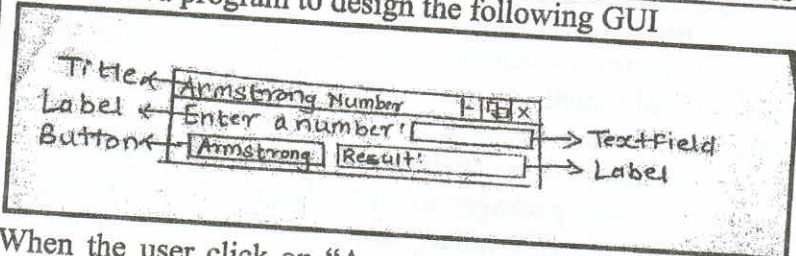 program to design the following GUI
Title Armstrong Number - x
Label Enter a number: TextField
Button Armstrong Result: Label
When the user click on